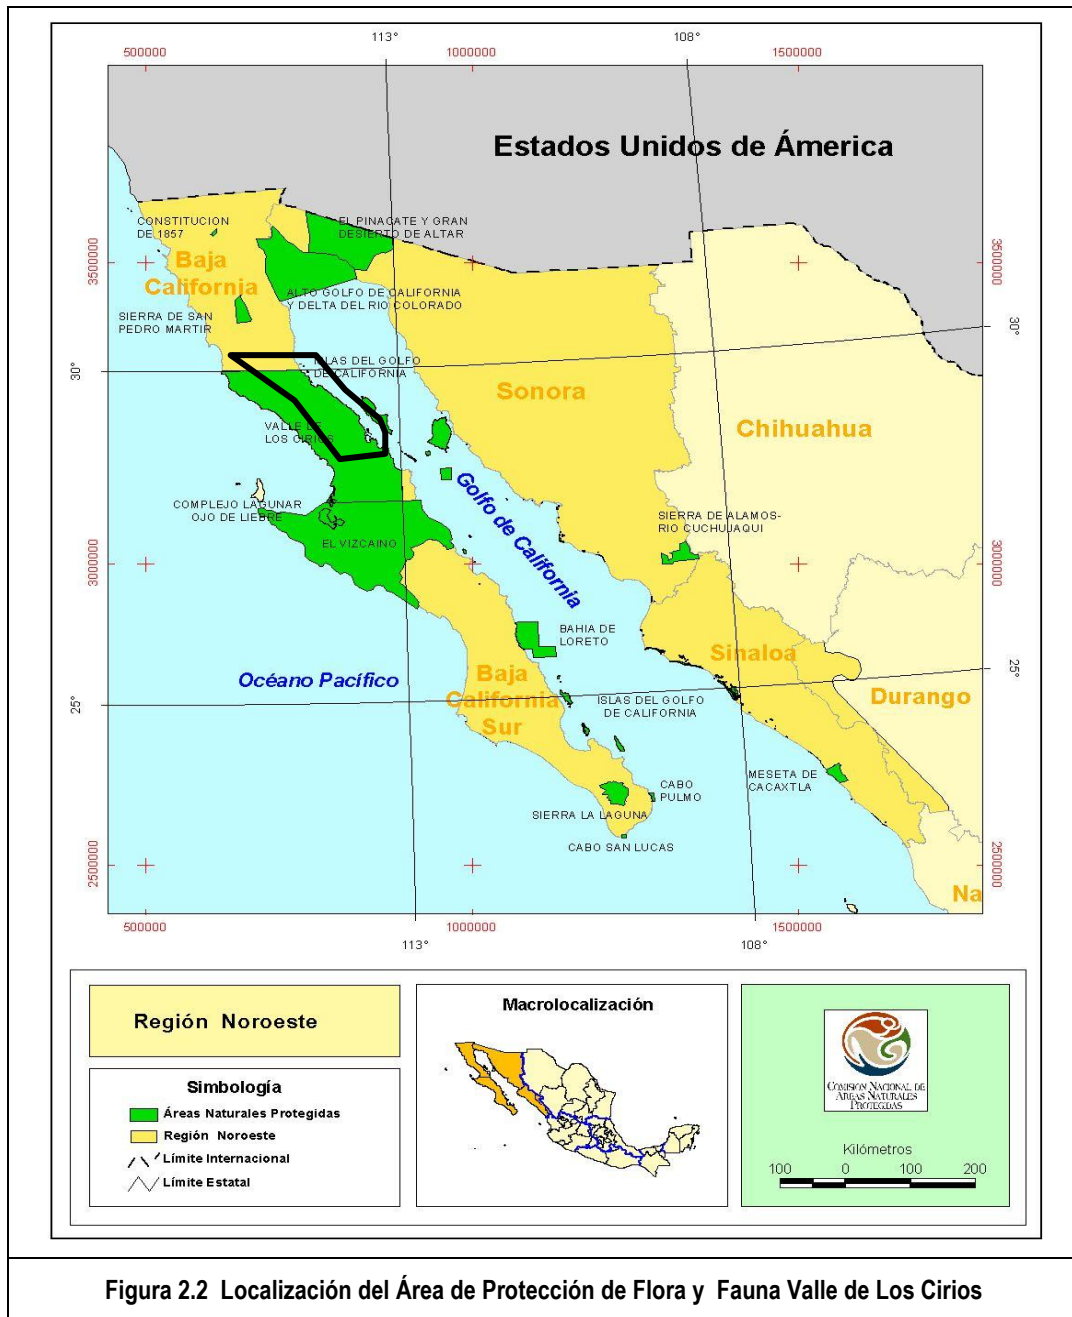 113°
108°
500000
1000000
1500000
Estados Unidos de Ámerica
CONSTITUCION
DE 1857
EL PINACATE Y GRAN
DESIERTO DE ALTAR
3500000
3500000
Baja
California
ALTO GOLFO DE CALIFORNIA
Y DELTA DEL RIO COLORADO
SIERRA DE SAN
PEDRO MARTIR
30°
30°
ISLAS DEL GOLFO
DE CALIFORNIA
Sonora
Chihuahua
VALLE DE
LOS CIRIOS
Golfo de California
COMPLEJO LAGUNAR
OJO DE LIEBRE
SIERRA DE ALAMOS-
RIO CUCHUJAQUI
EL VIZCAINO
3000000
3000000
BAHIA DE
LORETO
Sinaloa
25°
25°
Océano Pacífico
Baja
California
Sur
ISLAS DEL GOLFO
DE CALIFORNIA
Durango
MESETA DE
CACAXTLA
CABO
PULMO
SIERRA LA LAGUNA
CABO SAN LUCAS
2500000
2500000
Na
500000
1000000
1500000
113°
108°
Región Noroeste
Simbología
Áreas Naturales Protegidas
Región Noroeste
Límite Internacional
Límite Estatal
Macrolocalización
COMISION NACIONAL DE
AREAS NATURALES
PROTEGIDAS
Kilómetros
100 0 100 200
Figura 2.2 Localización del Área de Protección de Flora y Fauna Valle de Los Cirios